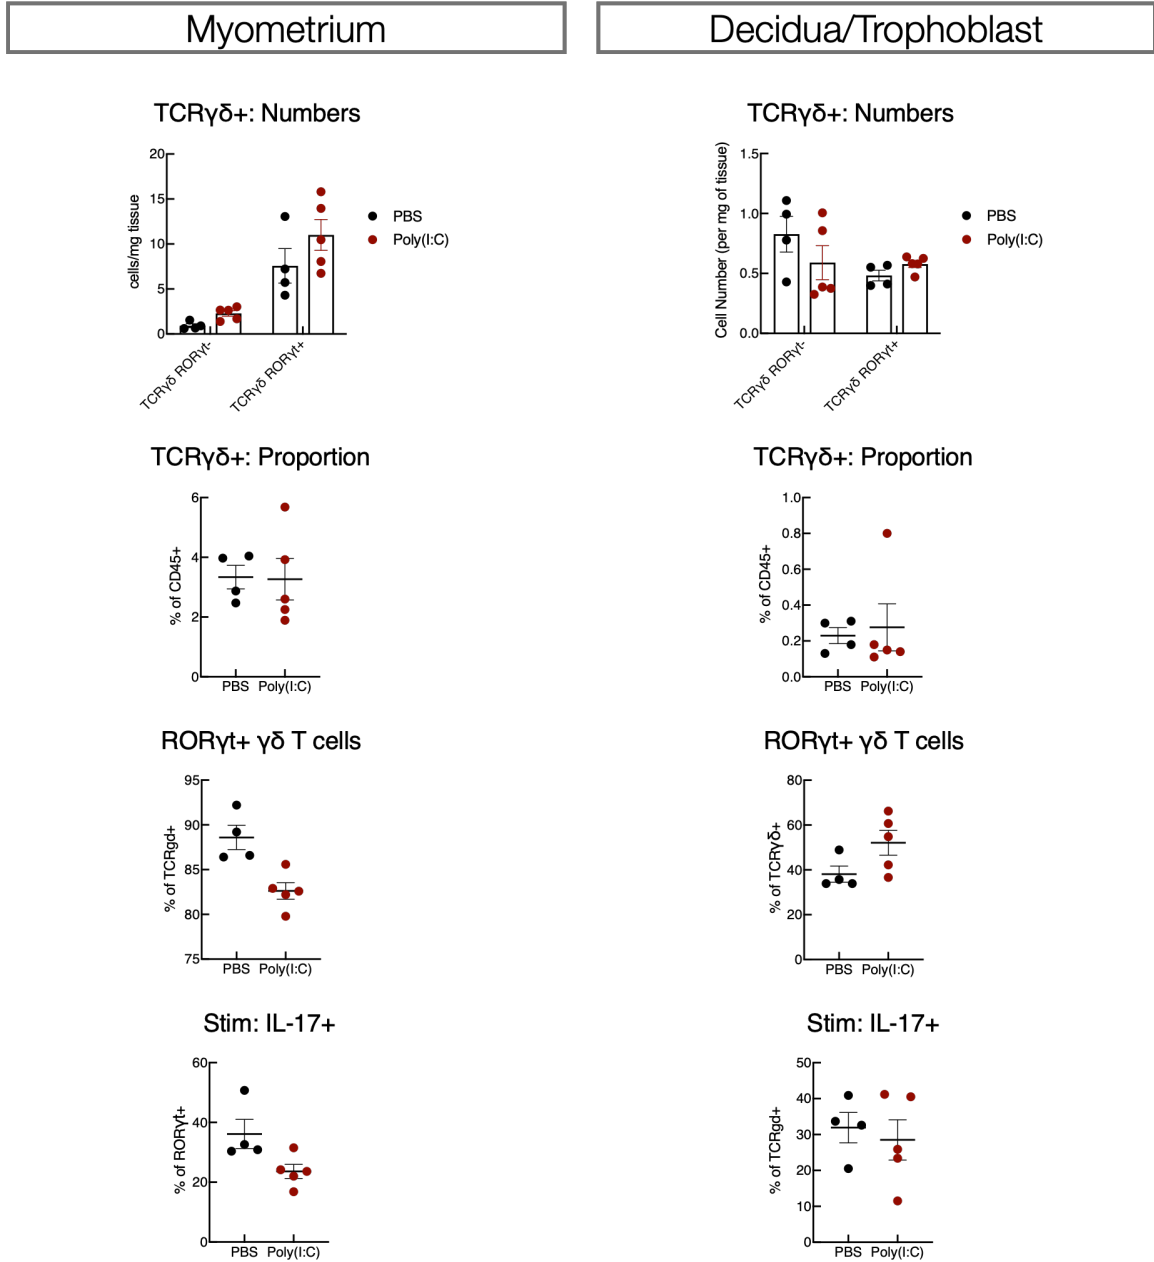 Myometrium
Decidua/Trophoblast
TCRγδ+: Numbers
20
15
10
5
0
cells/mg tissue
TCRγδ RORγt-
TCRγδ RORγt+
PBS
Poly(I:C)
TCRγδ+: Numbers
1.5
1.0
0.5
0.0
Cell Number (per mg of tissue)
TCRγδ RORγt-
TCRγδ RORγt+
PBS
Poly(I:C)
TCRγδ+: Proportion
6
4
2
0
% of CD45+
PBS
Poly(I:C)
TCRγδ+: Proportion
1.0
0.8
0.6
0.4
0.2
0.0
% of CD45+
PBS
Poly(I:C)
RORγt+ γδ T cells
95
90
85
80
75
% of TCRgd+
PBS
Poly(I:C)
RORγt+ γδ T cells
80
60
40
20
0
% of TCRγδ+
PBS
Poly(I:C)
Stim: IL-17+
60
40
20
0
% of RORγt+
PBS
Poly(I:C)
Stim: IL-17+
50
40
30
20
10
0
% of TCRgd+
PBS
Poly(I:C)